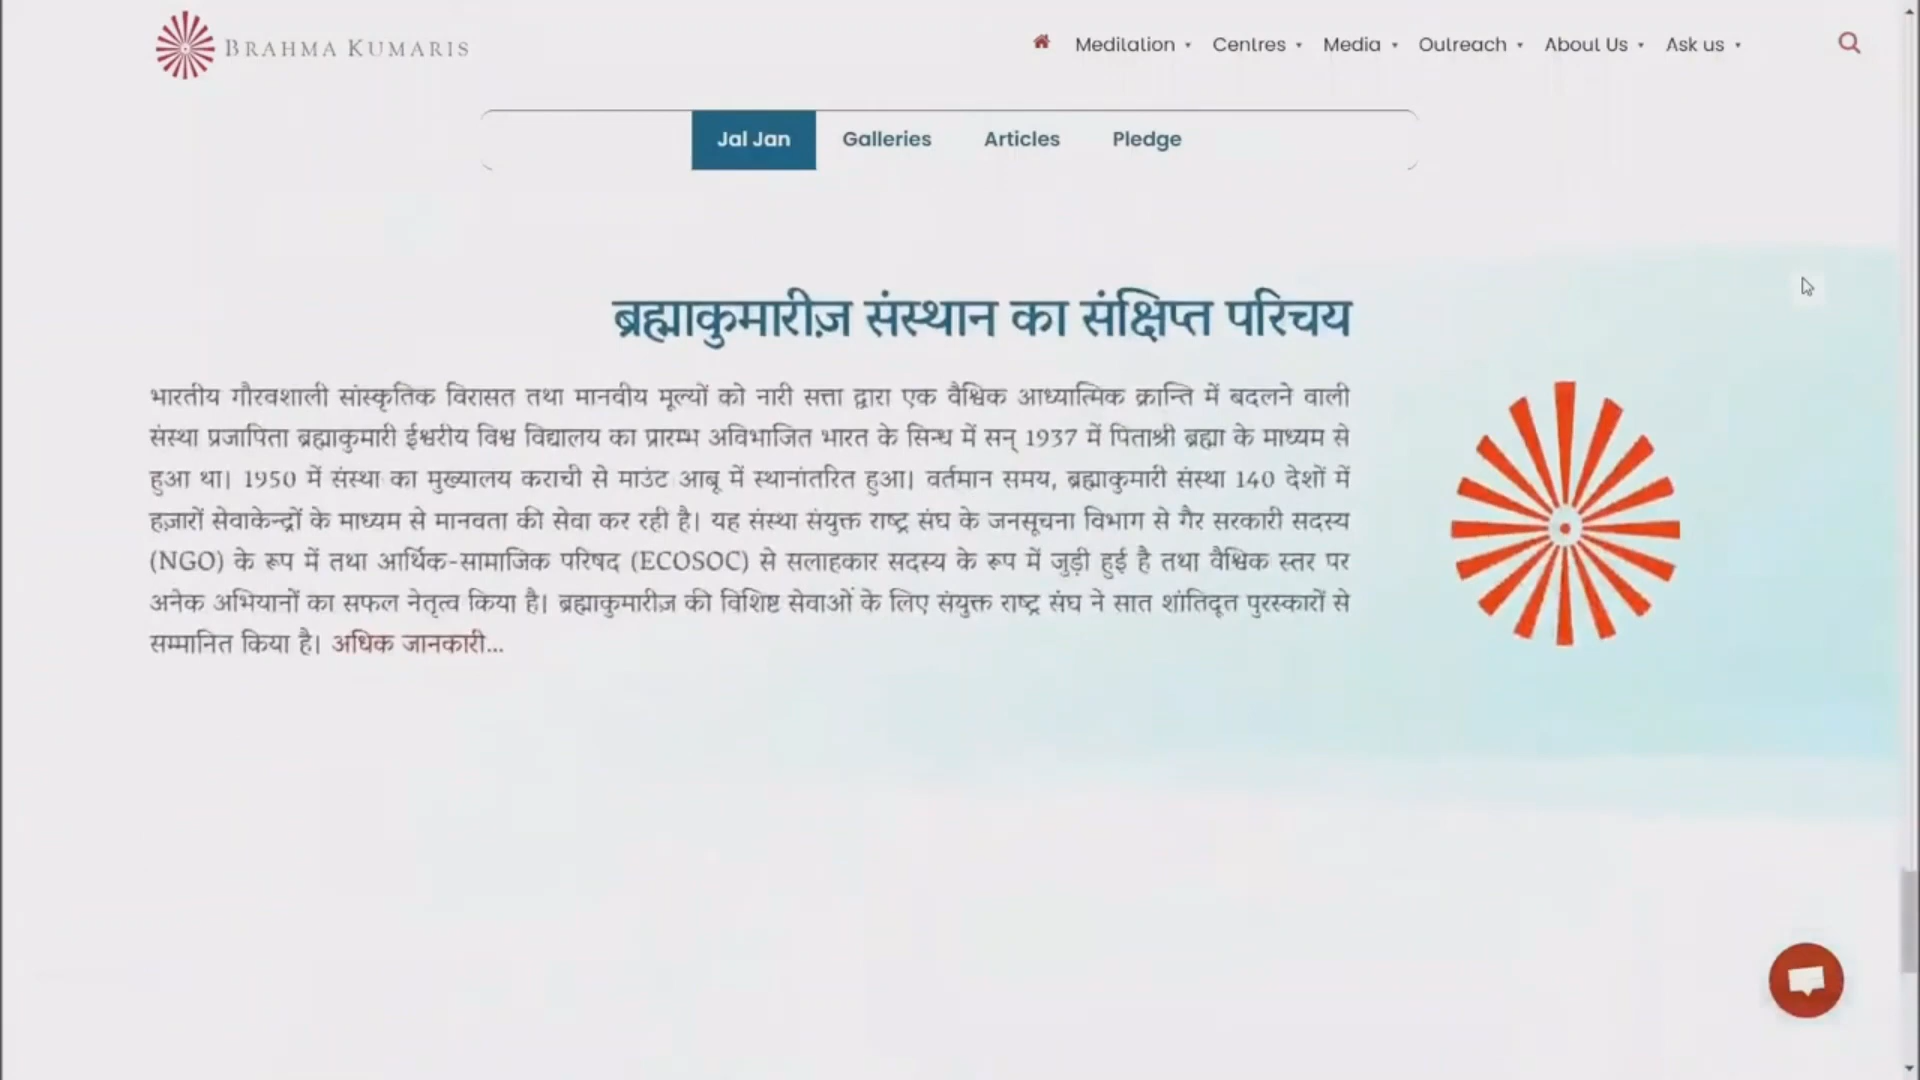 BRAHMA KUMARIS
Meditation Centres Media Outreach About Us Ask us
Jal Jan Galleries Articles Pledge
ब्रह्माकुमारीज़ संस्थान का संक्षिप्त परिचय
भारतीय गौरवशाली सांस्कृतिक विरासत तथा मानवीय मूल्यों को नारी सत्ता द्वारा एक वैश्विक आध्यात्मिक क्रान्ति में बदलने वाली
संस्था प्रजापिता ब्रह्माकुमारी ईश्वरीय विश्व विद्यालय का प्रारम्भ अविभाजित भारत के सिन्ध में सन् 1937 में पिताश्री ब्रह्मा के माध्यम से
हुआ था। 1950 में संस्था का मुख्यालय कराची से माउंट आबू में स्थानांतरित हुआ। वर्तमान समय, ब्रह्माकुमारी संस्था 140 देशों में
हज़ारों सेवाकेन्द्रों के माध्यम से मानवता की सेवा कर रही है। यह संस्था संयुक्त राष्ट्र संघ के जनसूचना विभाग से गैर सरकारी सदस्य
(NGO) के रूप में तथा आर्थिक-सामाजिक परिषद (ECOSOC) से सलाहकार सदस्य के रूप में जुड़ी हुई है तथा वैश्विक स्तर पर
अनेक अभियानों का सफल नेतृत्व किया है। ब्रह्माकुमारीज़ की विशिष्ट सेवाओं के लिए संयुक्त राष्ट्र संघ ने सात शांतिदूत पुरस्कारों से
सम्मानित किया है। अधिक जानकारी...